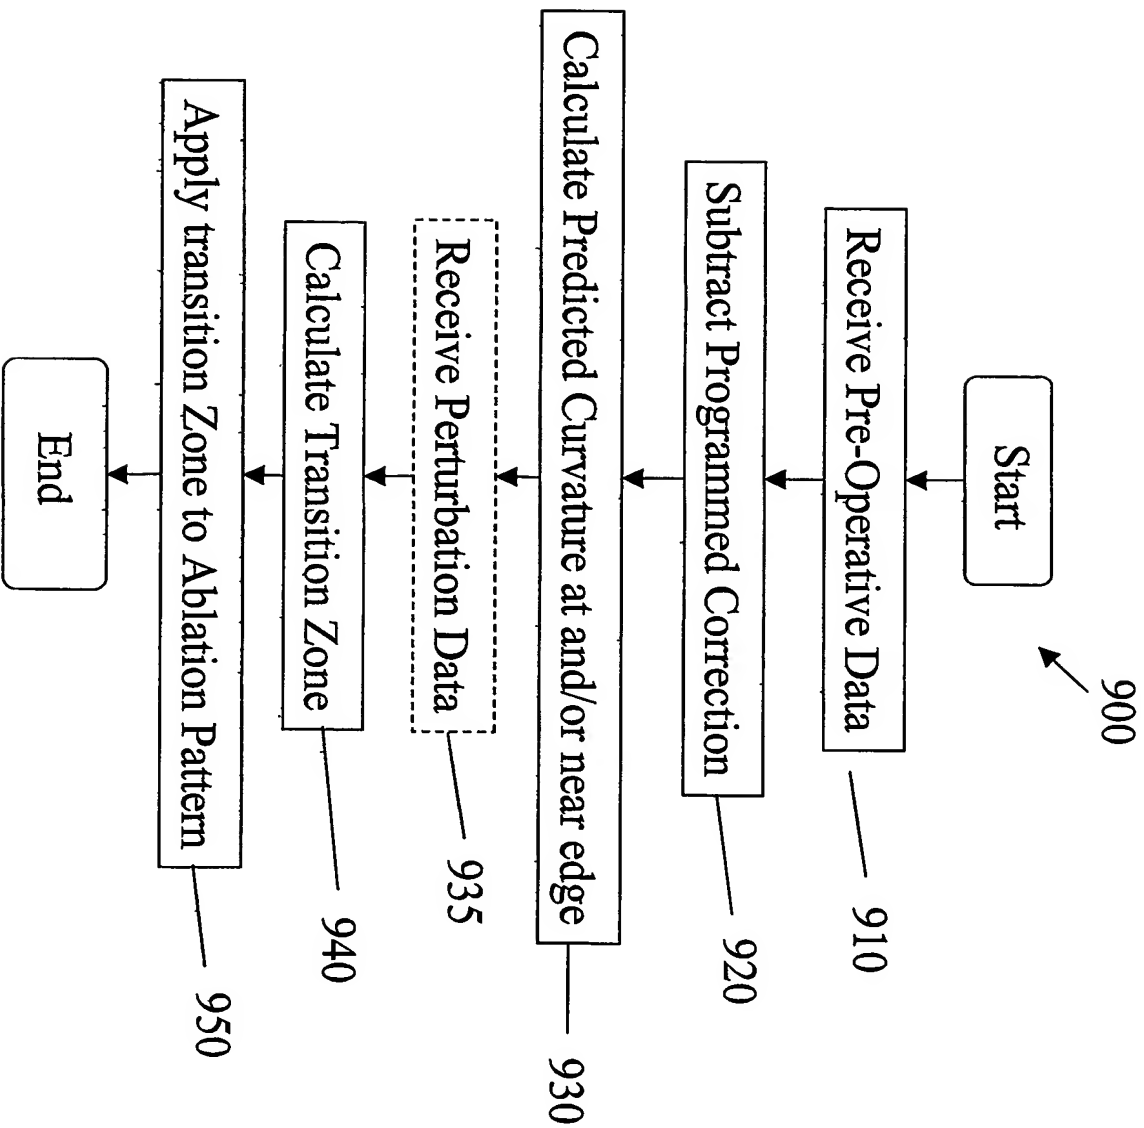 900
Start
Receive Pre-Operative Data
910
Subtract Programmed Correction
920
Calculate Predicted Curvature at and/or near edge
930
Receive Perturbation Data
935
Calculate Transition Zone
940
Apply transition Zone to Ablation Pattern
950
End